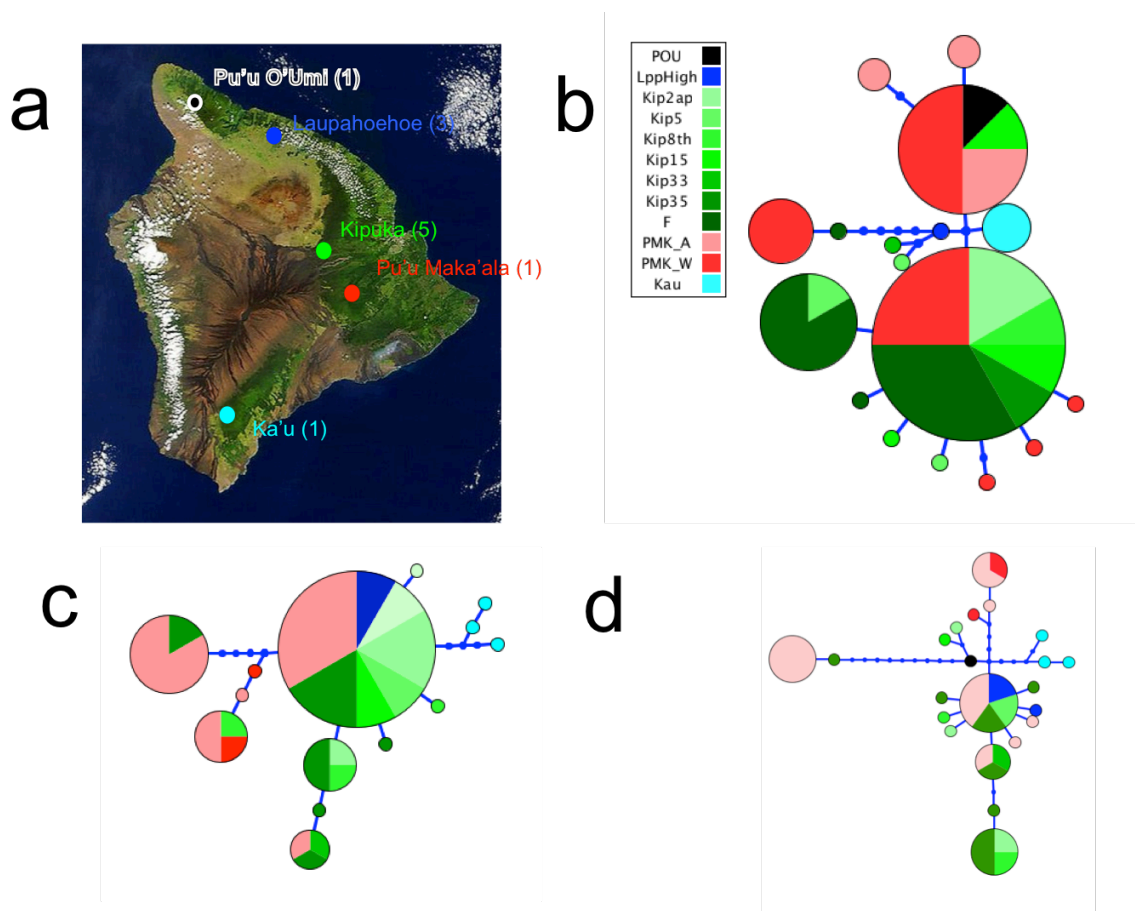 a
Pu'u O'Umi (1)
Laupahoehoe (3)
Kipuka (5)
Pu'u Maka'ala (1)
Ka'u (1)
b
POU
LppHigh
Kip2ap
Kip5
Kip8th
Kip15
Kip33
Kip35
F
PMK_A
PMK_W
Kau
c
d